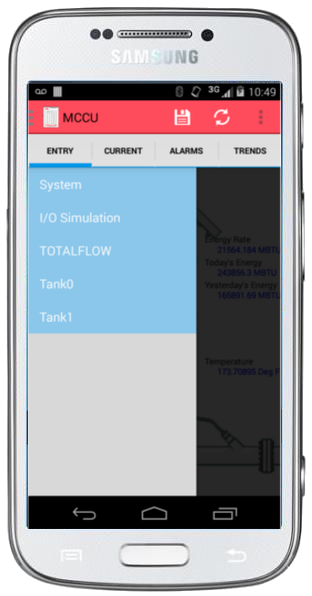 SAMSUNG
3G 10:49
MCCU
ENTRY CURRENT ALARMS TRENDS
System
I/O Simulation
TOTALFLOW
Tank0
Tank1
Energy Rate
21564.184 MBTU
Today's Energy
243856.3 MBTU
Yesterday's Energy
165891.69 MBTU
Temperature
173.70895 Deg F